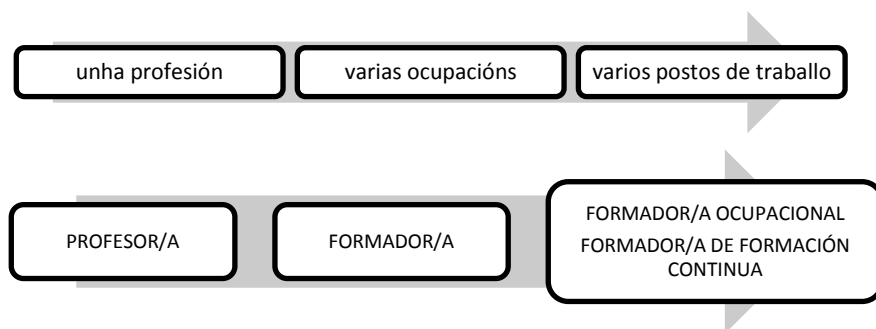 unha profesión
varias ocupacións
varios postos de traballo
PROFESOR/A
FORMADOR/A
FORMADOR/A OCUPACIONAL
FORMADOR/A DE FORMACIÓN
CONTINUA